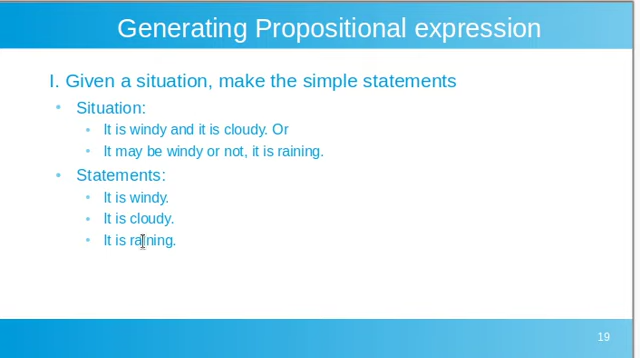 Generating Propositional expression
I. Given a situation, make the simple statements
• Situation:
• It is windy and it is cloudy. Or
• It may be windy or not, it is raining.
• Statements:
• It is windy.
• It is cloudy.
• It is raining.
19